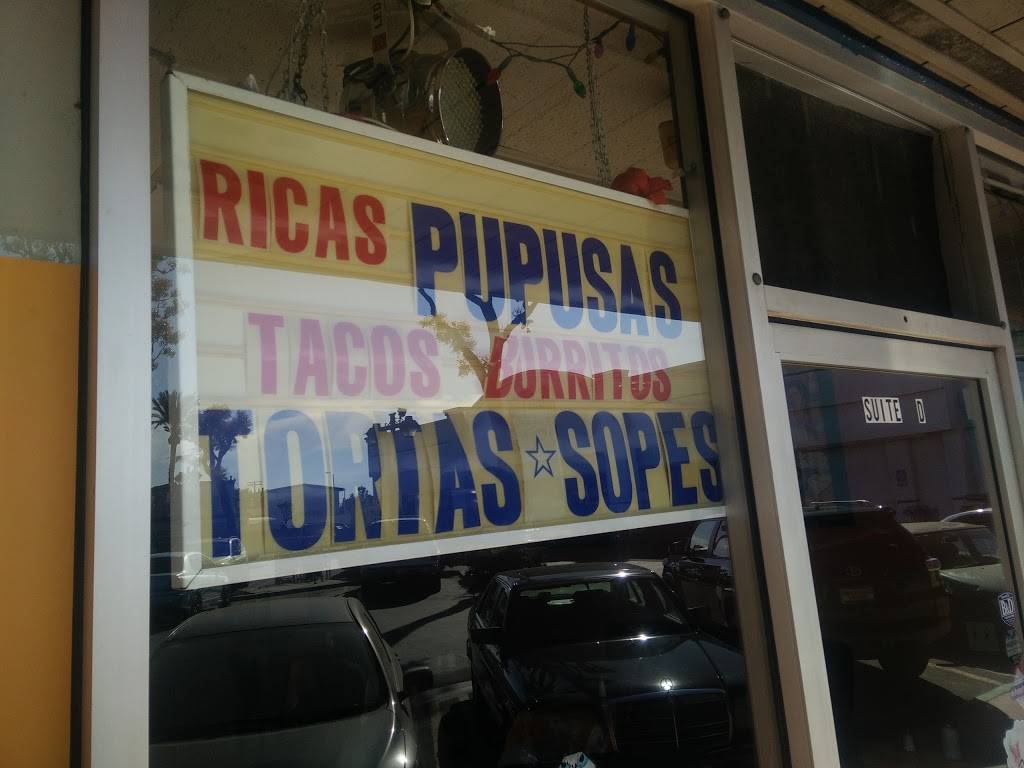 RICAS PUPUSAS
TACOS BURRITOS
TORTAS ☆ SOPES
SUITE D